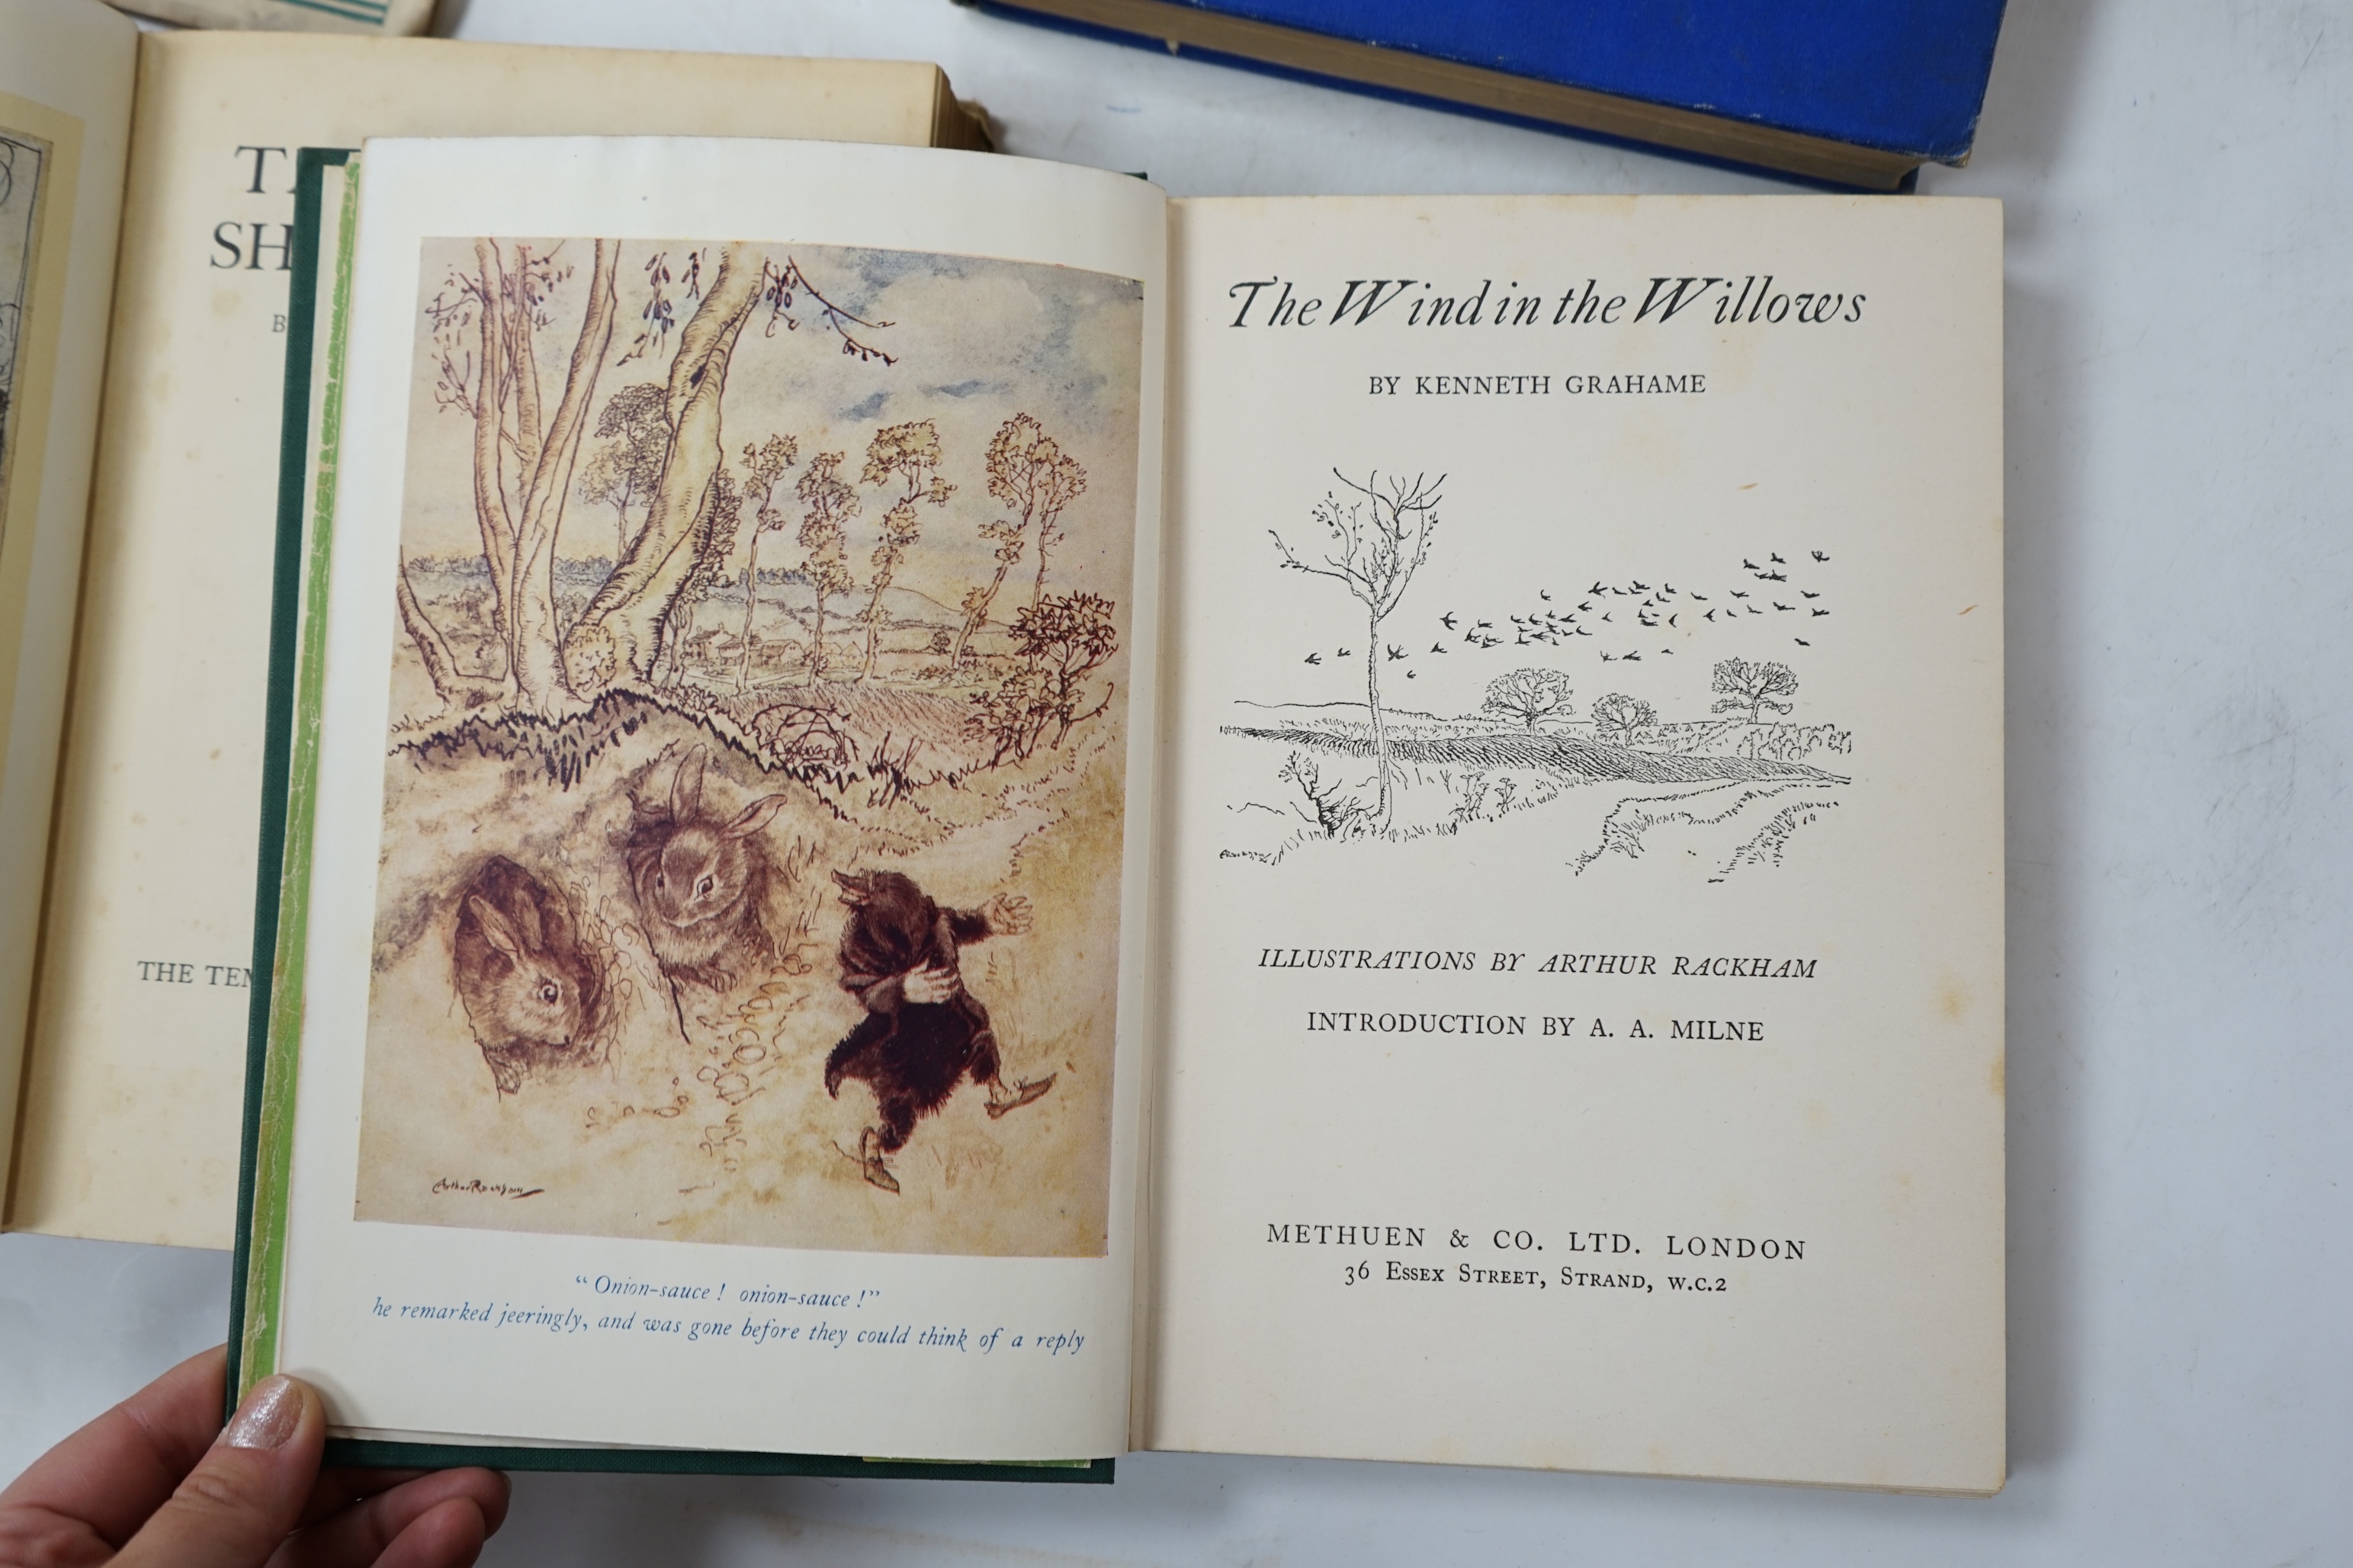 Arthur Rackham
"Onion-sauce! onion-sauce!"
he remarked jeeringly, and was gone before they could think of a reply
The Wind in the Willows
BY KENNETH GRAHAME
ILLUSTRATIONS BY ARTHUR RACKHAM
INTRODUCTION BY A. A. MILNE
METHUEN & CO. LTD. LONDON
36 ESSEX STREET, STRAND, W.C.2